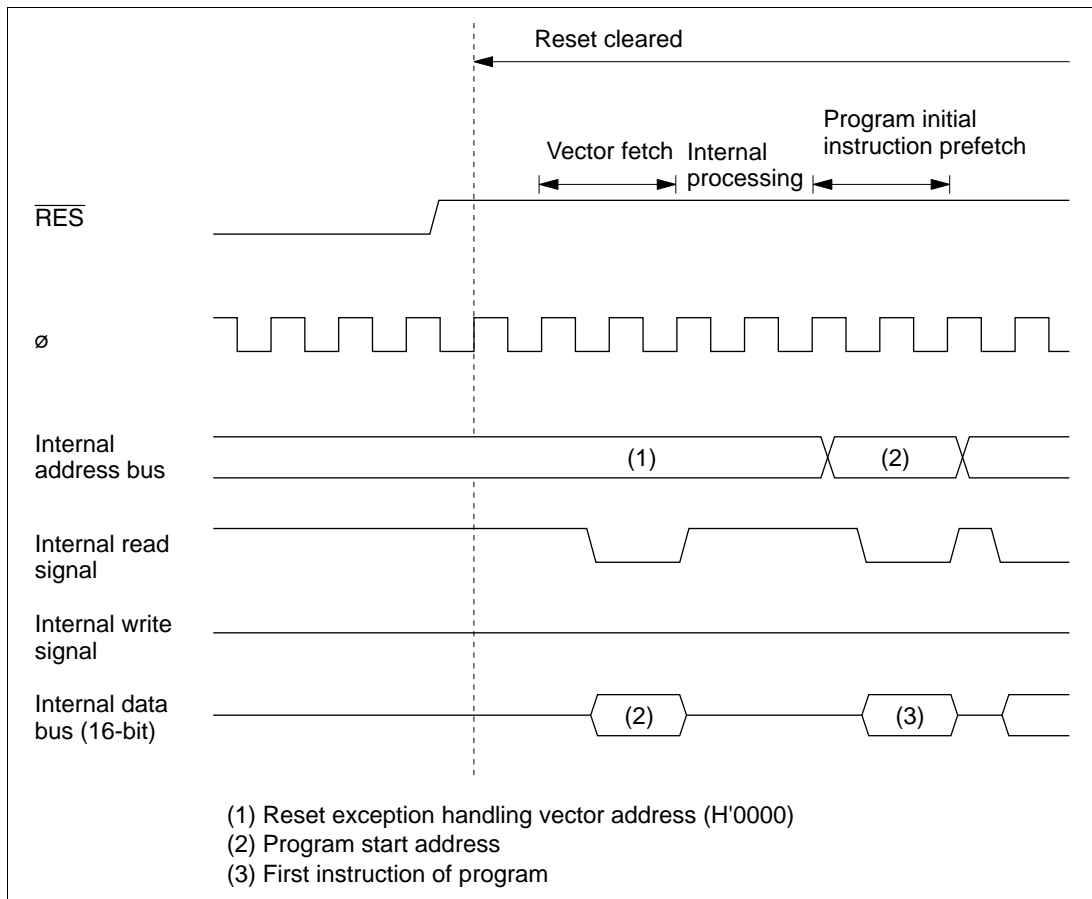 Reset cleared
Program initial
Vector fetch Internal instruction prefetch
processing
RES
ø
Internal
address bus
(1) (2)
Internal read
signal
Internal write
signal
Internal data
bus (16-bit)
(2) (3)
(1) Reset exception handling vector address (H'0000)
(2) Program start address
(3) First instruction of program